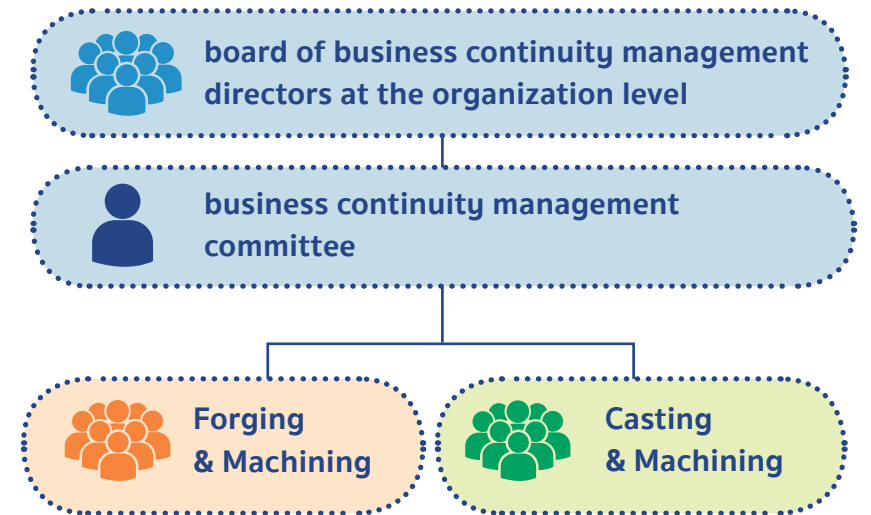 board of business continuity management
directors at the organization level
business continuity management
committee
Forging
& Machining
Casting
& Machining